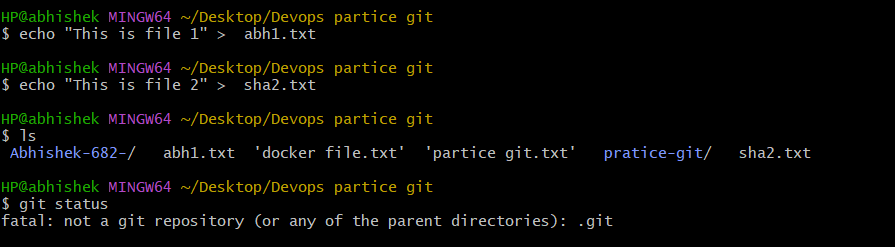 HP@abhishek MINGW64 ~/Desktop/Devops partice git
$ echo "This is file 1" >  abh1.txt
HP@abhishek MINGW64 ~/Desktop/Devops partice git
$ echo "This is file 2" >  sha2.txt
HP@abhishek MINGW64 ~/Desktop/Devops partice git
$ ls
 Abhishek-682-/   abh1.txt  'docker file.txt'  'partice git.txt'   pratice-git/   sha2.txt
HP@abhishek MINGW64 ~/Desktop/Devops partice git
$ git status
fatal: not a git repository (or any of the parent directories): .git